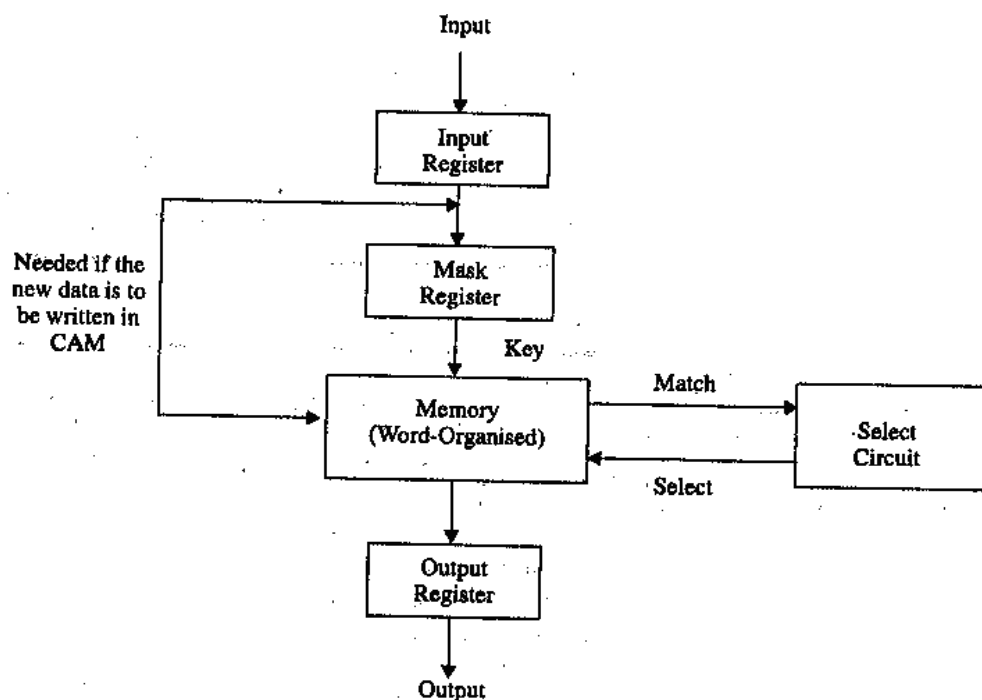 Input
Input
Register
Needed if the
new data is to
be written in
CAM
Mask
Register
Key
Memory
(Word-Organised)
Match
Select
Select
Circuit
Output
Register
Output